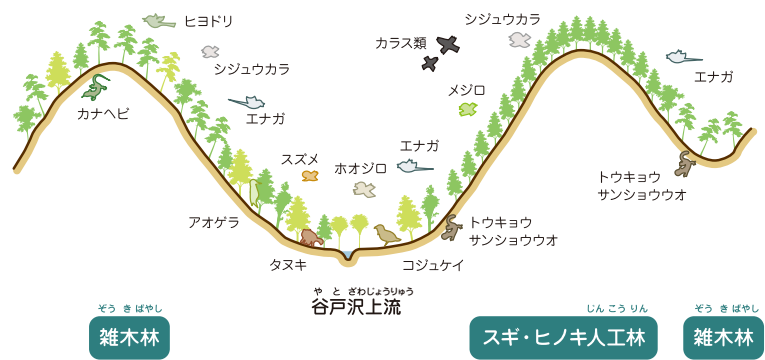 ヒヨドリ
シジュウカラ
エナガ
カナヘビ
スズメ
アオゲラ
タヌキ
ホオジロ
カラス類
シジュウカラ
メジロ
エナガ
エナガ
トウキョウ
サンショウウオ
トウキョウ
サンショウウオ
コジュケイ
や と ざわじょうりゅう
谷戸沢上流
ぞう き ばやし
雑木林
じん こう りん
スギ・ヒノキ人工林
ぞう き ばやし
雑木林